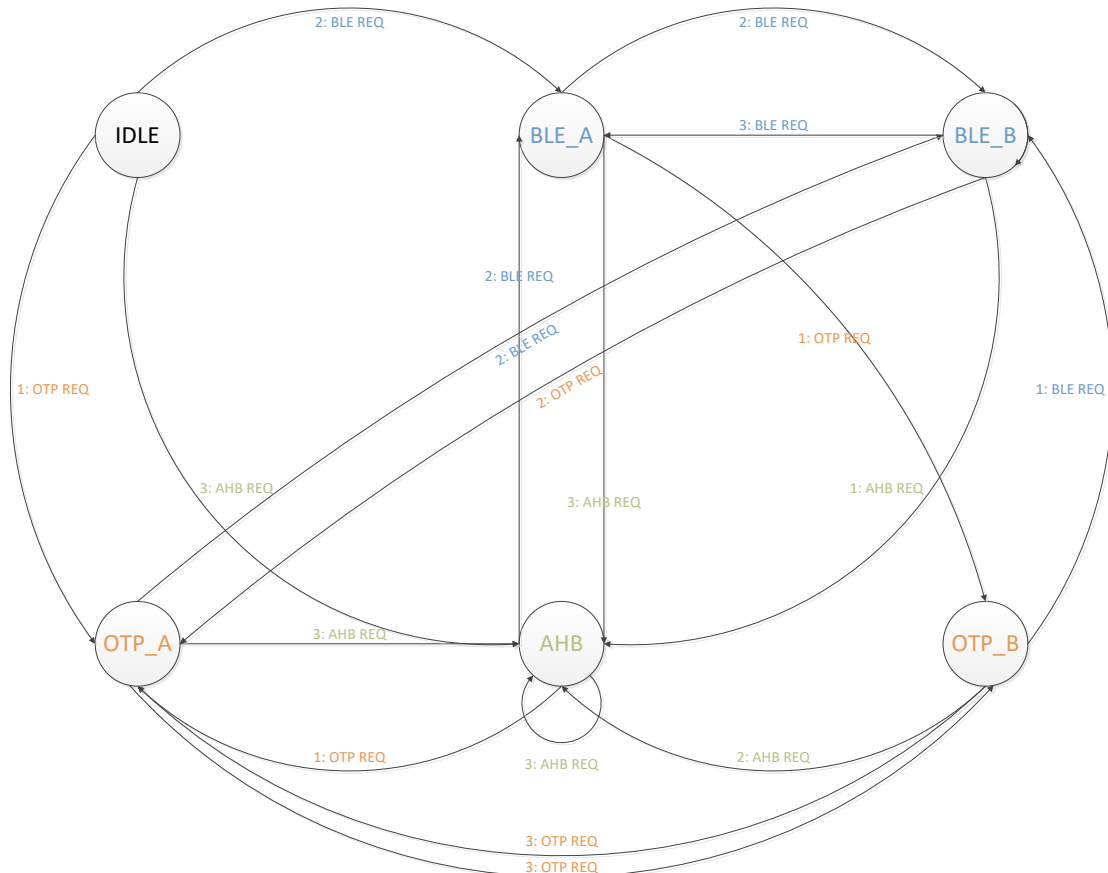 2: BLE REQ
2: BLE REQ
IDLE
BLE_A
3: BLE REQ
BLE_B
2: BLE REQ
1: OTP REQ
2: BLE REQ
2: OTP REQ
1: OTP REQ
1: BLE REQ
3: AHB REQ
3: AHB REQ
1: AHB REQ
OTP_A
3: AHB REQ
AHB
OTP_B
1: OTP REQ
3: AHB REQ
2: AHB REQ
3: OTP REQ
3: OTP REQ